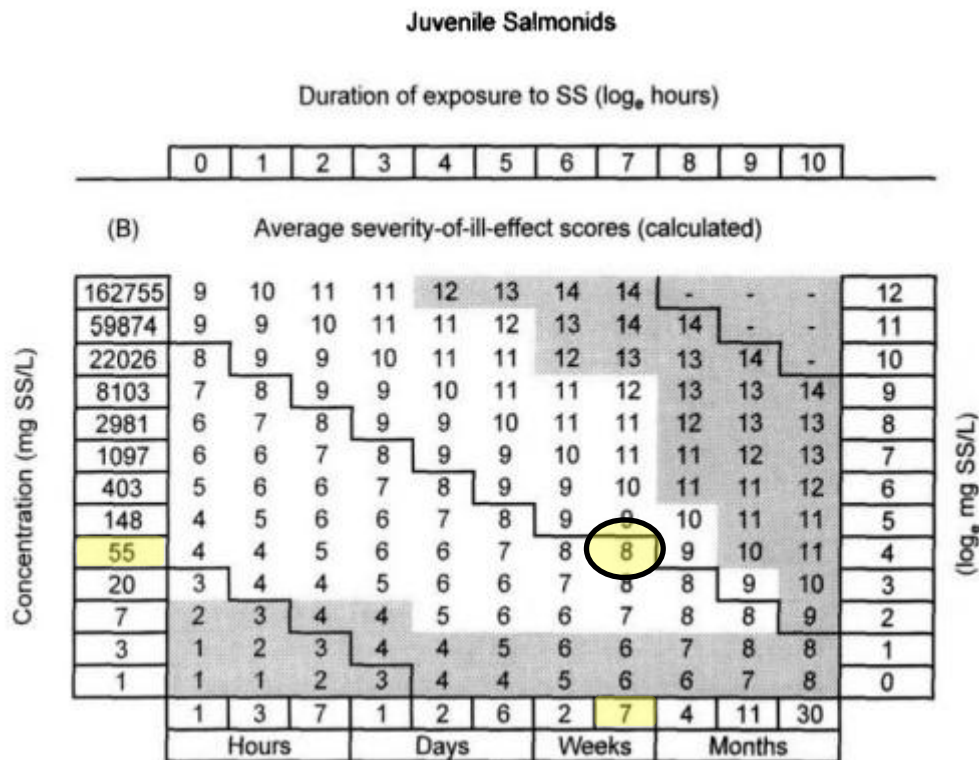 Juvenile Salmonids
Duration of exposure to SS (logₑ hours)
0 1 2 3 4 5 6 7 8 9 10
(B) Average severity-of-ill-effect scores (calculated)
Concentration (mg SS/L)
162755 9 10 11 11 12 13 14 14 - - - 12
59874 9 9 10 11 11 12 13 14 14 - - 11
22026 8 9 9 10 11 11 12 13 13 14 - 10
8103 7 8 9 9 10 11 11 12 13 13 14 9
2981 6 7 8 9 9 10 11 11 12 13 13 8
1097 6 6 7 8 9 9 10 11 11 12 13 7
403 5 6 6 7 8 9 9 10 11 11 12 6
148 4 5 6 6 7 8 9 9 10 11 11 5
55 4 4 5 6 6 7 8 8 9 10 11 4
20 3 4 4 5 6 6 7 8 8 9 10 3
7 2 3 4 4 5 6 6 7 8 8 9 2
3 1 2 3 4 4 5 6 6 7 8 8 1
1 1 1 2 3 4 4 5 6 6 7 8 0
(logₑ mg SS/L)
1 3 7 1 2 6 2 7 4 11 30
Hours Days Weeks Months